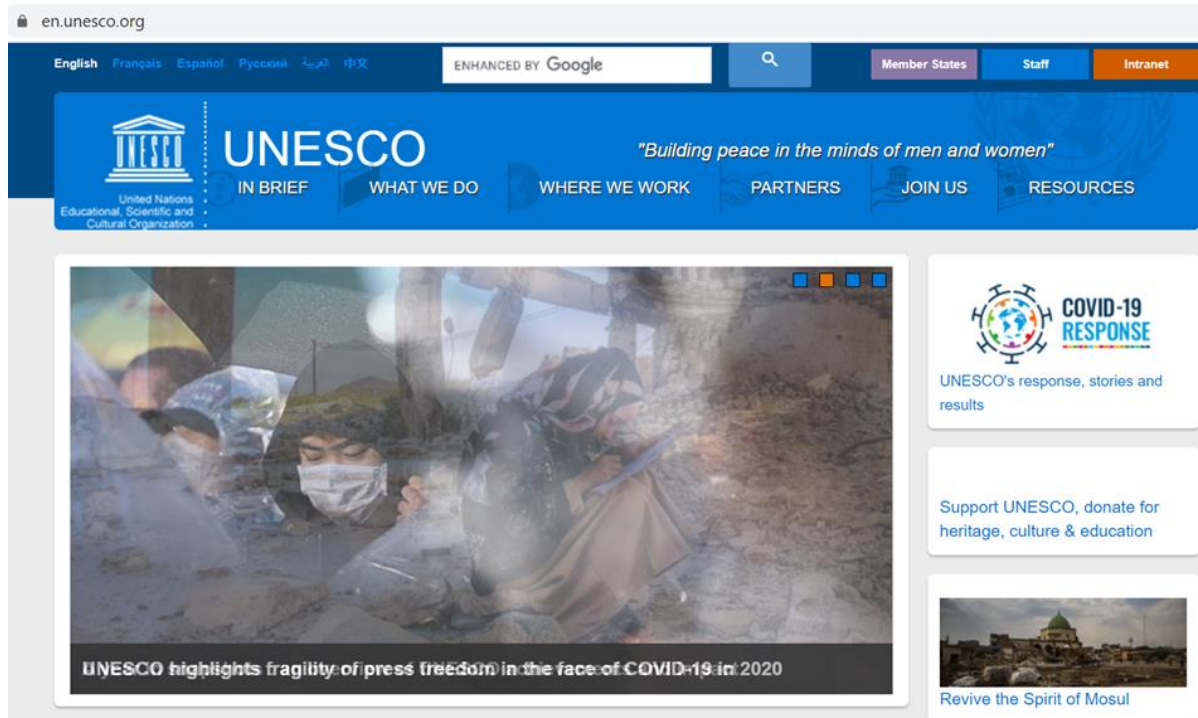 en.unesco.org
English Français Español Русский العربية 中文
ENHANCED BY Google
Member States Staff Intranet
UNESCO
"Building peace in the minds of men and women"
IN BRIEF WHAT WE DO WHERE WE WORK PARTNERS JOIN US RESOURCES
UNESCO
United Nations
Educational, Scientific and
Cultural Organization
COVID-19
RESPONSE
UNESCO's response, stories and
results
Support UNESCO, donate for
heritage, culture & education
UNESCO highlights fragility of press freedom in the face of COVID-19 in 2020
Revive the Spirit of Mosul